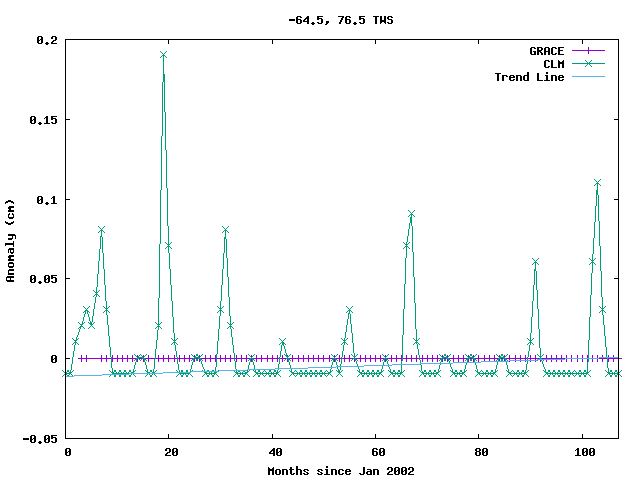 -64.5, 76.5 TWS
GRACE
CLM
Trend Line
0.2
0.15
0.1
0.05
0
-0.05
Anomaly (cm)
0 20 40 60 80 100
Months since Jan 2002